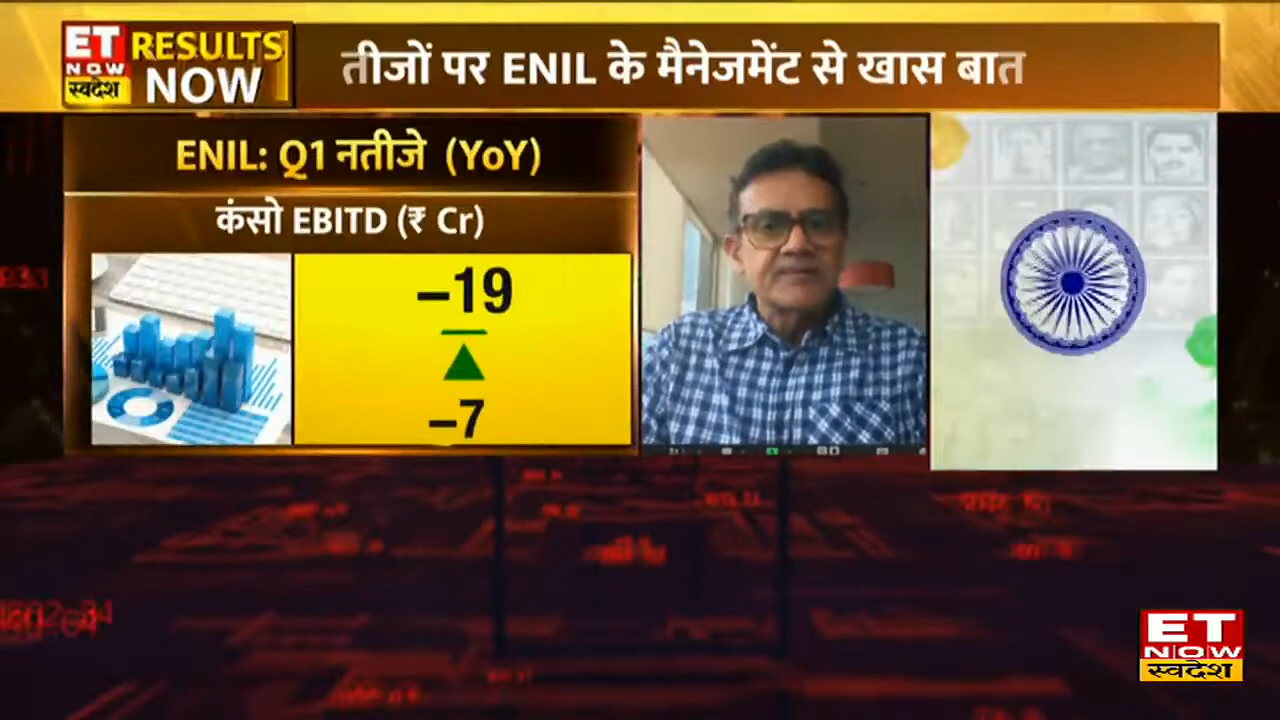 ET
NOW
स्वदेश
RESULTS
NOW
तीजों पर ENIL के मैनेजमेंट से खास बात
ENIL: Q1 नतीजे (YoY)
कंसो EBITD (₹ Cr)
–19
–7
ET
NOW
स्वदेश